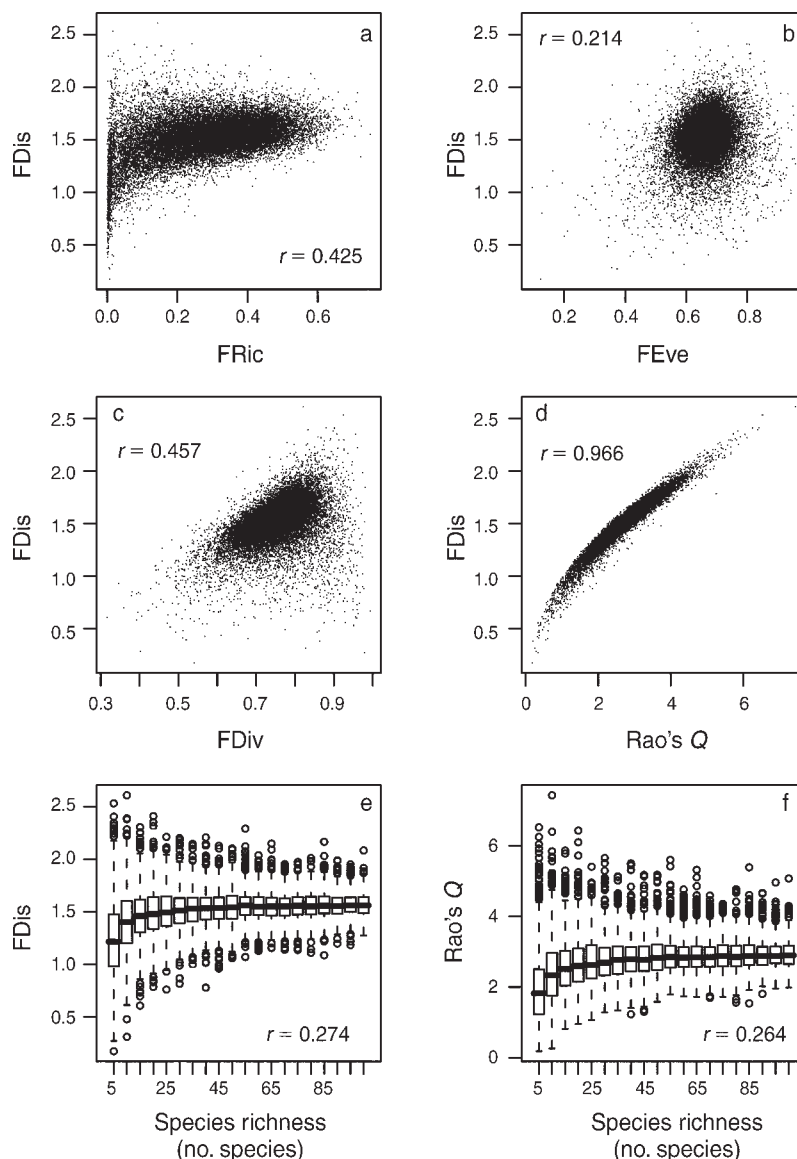 a
r = 0.425
FDis
2.5
2.0
1.5
1.0
0.5
0.0 0.2 0.4 0.6
FRic
b
r = 0.214
FDis
2.5
2.0
1.5
1.0
0.5
0.2 0.4 0.6 0.8
FEve
c
r = 0.457
FDis
2.5
2.0
1.5
1.0
0.5
0.3 0.5 0.7 0.9
FDiv
d
r = 0.966
FDis
2.5
2.0
1.5
1.0
0.5
0 2 4 6
Rao's Q
e
r = 0.274
FDis
2.5
2.0
1.5
1.0
0.5
5 25 45 65 85
Species richness
(no. species)
f
r = 0.264
Rao's Q
6
4
2
0
5 25 45 65 85
Species richness
(no. species)